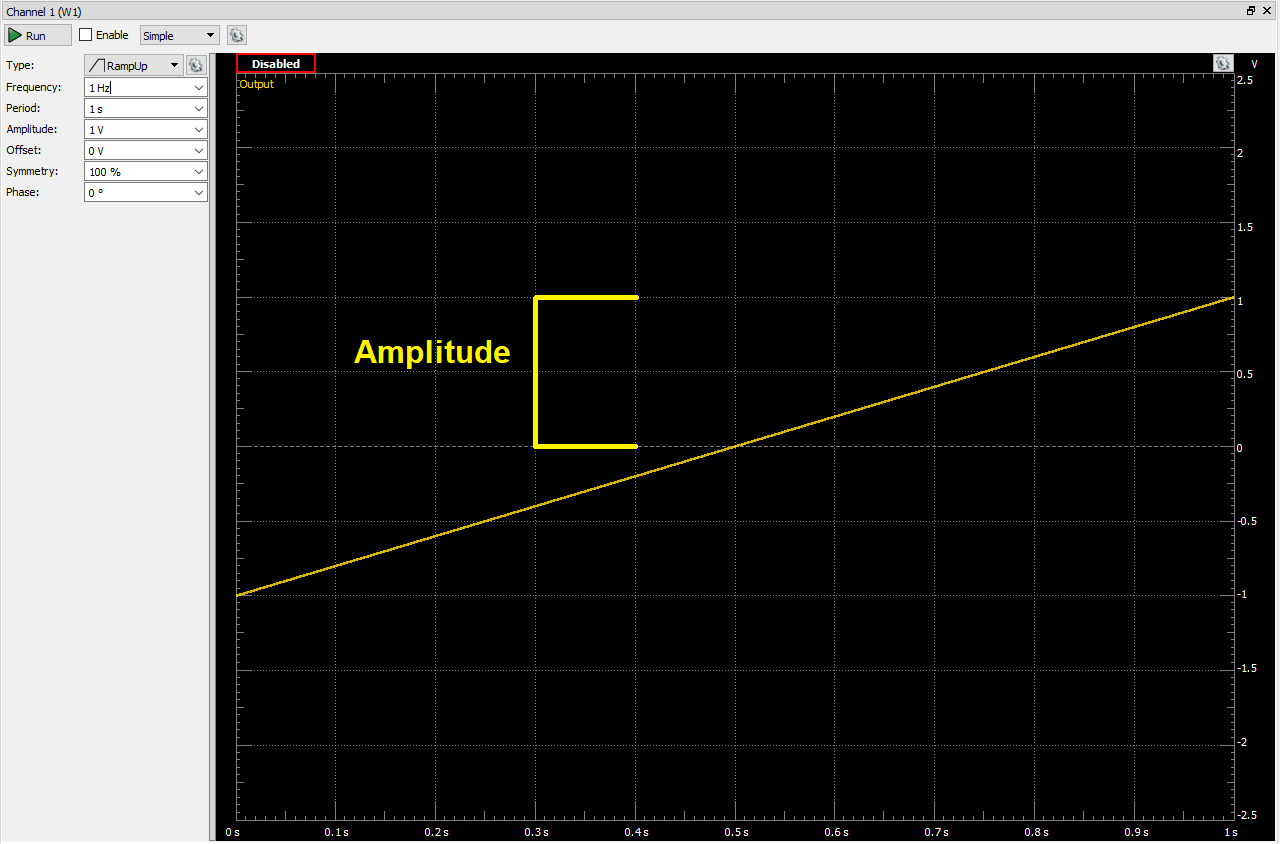 Channel 1 (W1)
Run Enable Simple
Type: RampUp
Frequency: 1 Hz
Period: 1 s
Amplitude: 1 V
Offset: 0 V
Symmetry: 100 %
Phase: 0 °
Disabled
V
Output
2.5
2
1.5
1
Amplitude
0.5
0
-0.5
-1
-1.5
-2
-2.5
0 s 0.1 s 0.2 s 0.3 s 0.4 s 0.5 s 0.6 s 0.7 s 0.8 s 0.9 s 1 s